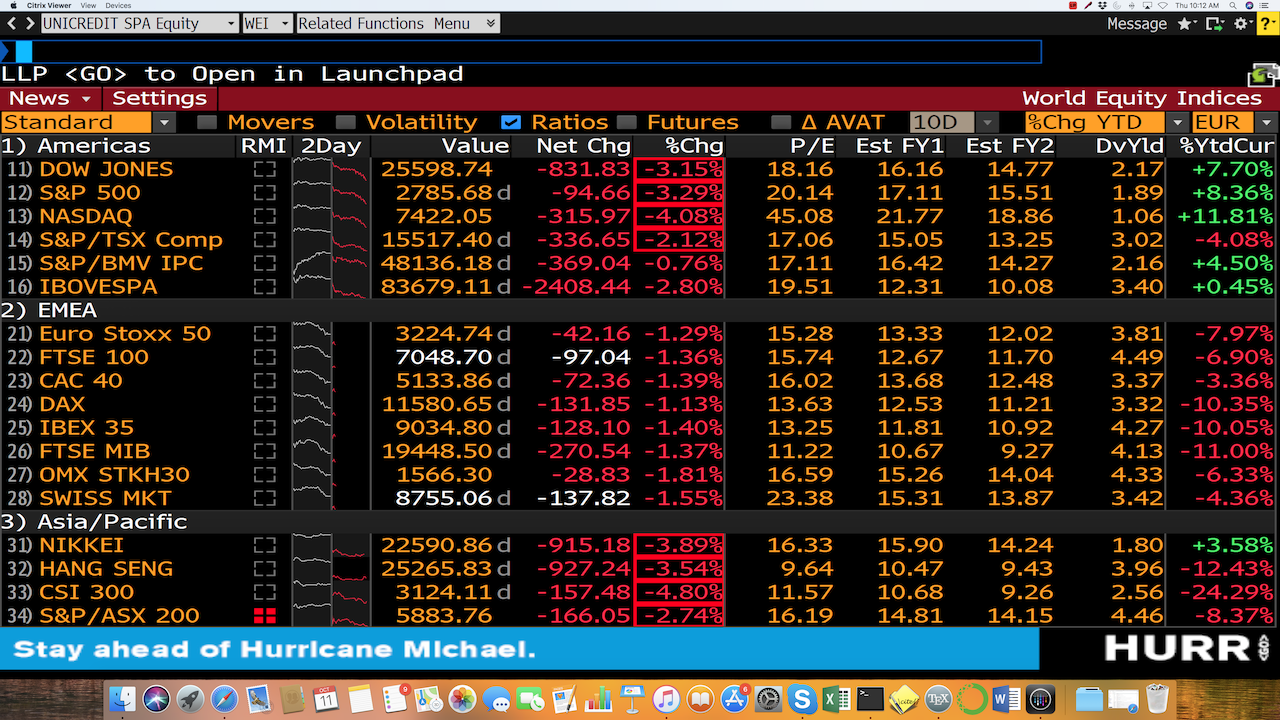 Citrix Viewer View Devices Thu 10:12 AM
UNICREDIT SPA Equity WEI Related Functions Menu Message ?
LLP <GO> to Open in Launchpad
News Settings World Equity Indices
Standard Movers Volatility Ratios Futures Δ AVAT 10D %Chg YTD EUR
1) Americas RMI 2Day Value Net Chg %Chg P/E Est FY1 Est FY2 DvYld %YtdCur
11) DOW JONES 25598.74 -831.83 -3.15% 18.16 16.16 14.77 2.17 +7.70%
12) S&P 500 2785.68 d -94.66 -3.29% 20.14 17.11 15.51 1.89 +8.36%
13) NASDAQ 7422.05 -315.97 -4.08% 45.08 21.77 18.86 1.06 +11.81%
14) S&P/TSX Comp 15517.40 d -336.65 -2.12% 17.06 15.05 13.25 3.02 -4.08%
15) S&P/BMV IPC 48136.18 d -369.04 -0.76% 17.11 16.42 14.27 2.16 +4.50%
16) IBOVESPA 83679.11 d -2408.44 -2.80% 19.51 12.31 10.08 3.40 +0.45%
2) EMEA
21) Euro Stoxx 50 3224.74 d -42.16 -1.29% 15.28 13.33 12.02 3.81 -7.97%
22) FTSE 100 7048.70 d -97.04 -1.36% 15.74 12.67 11.70 4.49 -6.90%
23) CAC 40 5133.86 d -72.36 -1.39% 16.02 13.68 12.48 3.37 -3.36%
24) DAX 11580.65 d -131.85 -1.13% 13.63 12.53 11.21 3.32 -10.35%
25) IBEX 35 9034.80 d -128.10 -1.40% 13.25 11.81 10.92 4.27 -10.05%
26) FTSE MIB 19448.50 d -270.54 -1.37% 11.22 10.67 9.27 4.13 -11.00%
27) OMX STKH30 1566.30 -28.83 -1.81% 16.59 15.26 14.04 4.33 -6.33%
28) SWISS MKT 8755.06 d -137.82 -1.55% 23.38 15.31 13.87 3.42 -4.36%
3) Asia/Pacific
31) NIKKEI 22590.86 d -915.18 -3.89% 16.33 15.90 14.24 1.80 +3.58%
32) HANG SENG 25265.83 d -927.24 -3.54% 9.64 10.47 9.43 3.96 -12.43%
33) CSI 300 3124.11 d -157.48 -4.80% 11.57 10.68 9.26 2.56 -24.29%
34) S&P/ASX 200 5883.76 -166.05 -2.74% 16.19 14.81 14.15 4.46 -8.37%
Stay ahead of Hurricane Michael. HURR
OCT 11 9 6 TEX